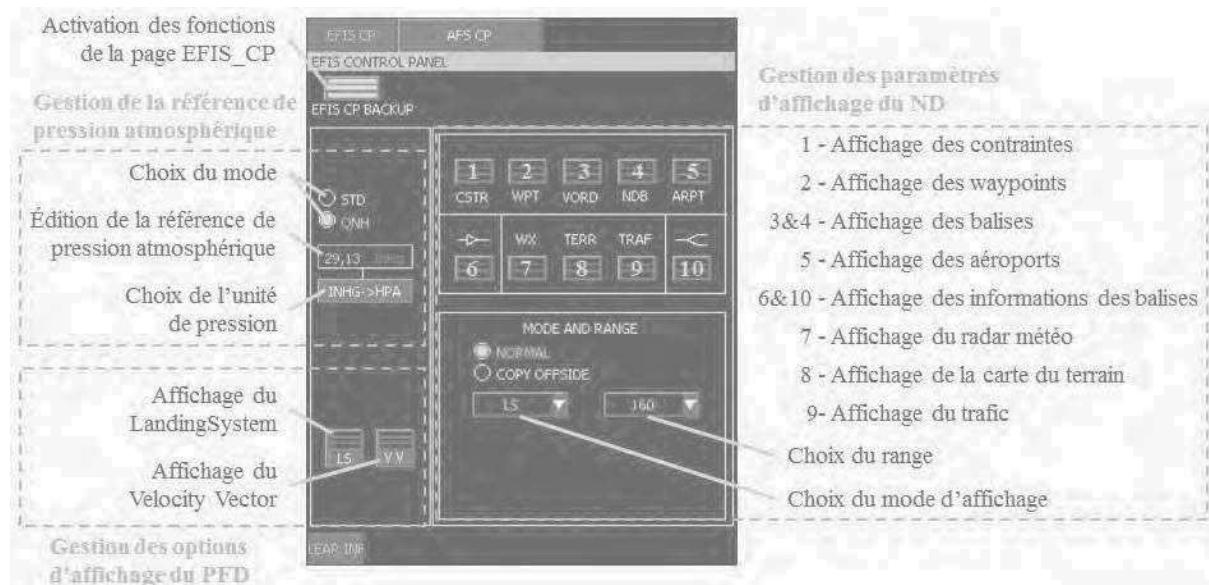 Activation des fonctions
de la page EFIS_CP
Gestion de la référence de
pression atmosphérique
Choix du mode
Édition de la référence de
pression atmosphérique
Choix de l'unité
de pression
Affichage du
LandingSystem
Affichage du
Velocity Vector
Gestion des options
d'affichage du PFD
EFIS CP
AFS CP
EFIS CONTROL PANEL
EFIS CP BACKUP
STD
QNH
29,13
INHG->HPA
LS
VV
1
2
3
4
5
CSTR
WPT
VORD
NDB
ARPT
WX
TERR
TRAF
6
7
8
9
10
MODE AND RANGE
NORMAL
COPY OFFSIDE
LS
160
Gestion des paramètres
d'affichage du ND
1 - Affichage des contraintes
2 - Affichage des waypoints
3&4 - Affichage des balises
5 - Affichage des aéroports
6&10 - Affichage des informations des balises
7 - Affichage du radar météo
8 - Affichage de la carte du terrain
9- Affichage du trafic
Choix du range
Choix du mode d'affichage